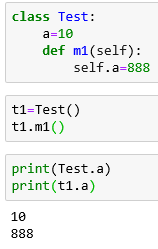 class Test:
    a=10
    def m1(self):
        self.a=888
t1=Test()
t1.m1()
print(Test.a)
print(t1.a)
10
888